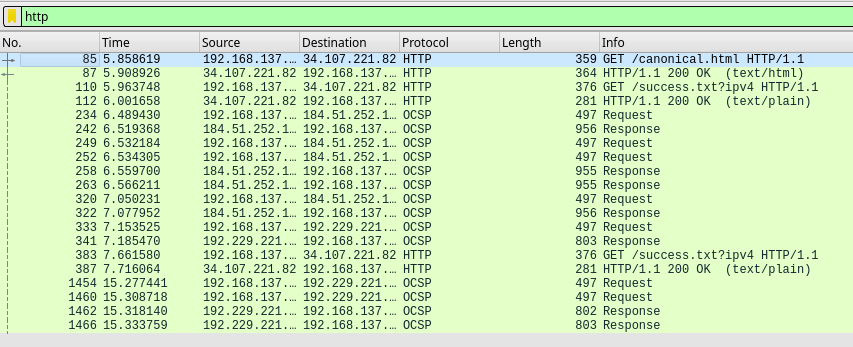 http
No. Time Source Destination Protocol Length Info
85 5.858619 192.168.137.… 34.107.221.82 HTTP 359 GET /canonical.html HTTP/1.1
87 5.908926 34.107.221.82 192.168.137.… HTTP 364 HTTP/1.1 200 OK  (text/html)
110 5.963748 192.168.137.… 34.107.221.82 HTTP 376 GET /success.txt?ipv4 HTTP/1.1
112 6.001658 34.107.221.82 192.168.137.… HTTP 281 HTTP/1.1 200 OK  (text/plain)
234 6.489430 192.168.137.… 184.51.252.1… OCSP 497 Request
242 6.519368 184.51.252.1… 192.168.137.… OCSP 956 Response
249 6.532184 192.168.137.… 184.51.252.1… OCSP 497 Request
252 6.534305 192.168.137.… 184.51.252.1… OCSP 497 Request
258 6.559700 184.51.252.1… 192.168.137.… OCSP 955 Response
263 6.566211 184.51.252.1… 192.168.137.… OCSP 955 Response
320 7.050231 192.168.137.… 184.51.252.1… OCSP 497 Request
322 7.077952 184.51.252.1… 192.168.137.… OCSP 956 Response
333 7.153525 192.168.137.… 192.229.221.… OCSP 497 Request
341 7.185470 192.229.221.… 192.168.137.… OCSP 803 Response
383 7.661580 192.168.137.… 34.107.221.82 HTTP 376 GET /success.txt?ipv4 HTTP/1.1
387 7.716064 34.107.221.82 192.168.137.… HTTP 281 HTTP/1.1 200 OK  (text/plain)
1454 15.277441 192.168.137.… 192.229.221.… OCSP 497 Request
1460 15.308718 192.168.137.… 192.229.221.… OCSP 497 Request
1462 15.318140 192.229.221.… 192.168.137.… OCSP 802 Response
1466 15.333759 192.229.221.… 192.168.137.… OCSP 803 Response